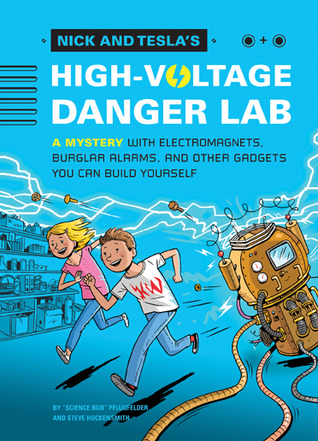 NICK AND TESLA'S
HIGH-VOLTAGE
DANGER LAB
A MYSTERY WITH ELECTROMAGNETS,
BURGLAR ALARMS, AND OTHER GADGETS
YOU CAN BUILD YOURSELF
BY "SCIENCE BOB" PFLUGFELDER
AND STEVE HOCKENSMITH